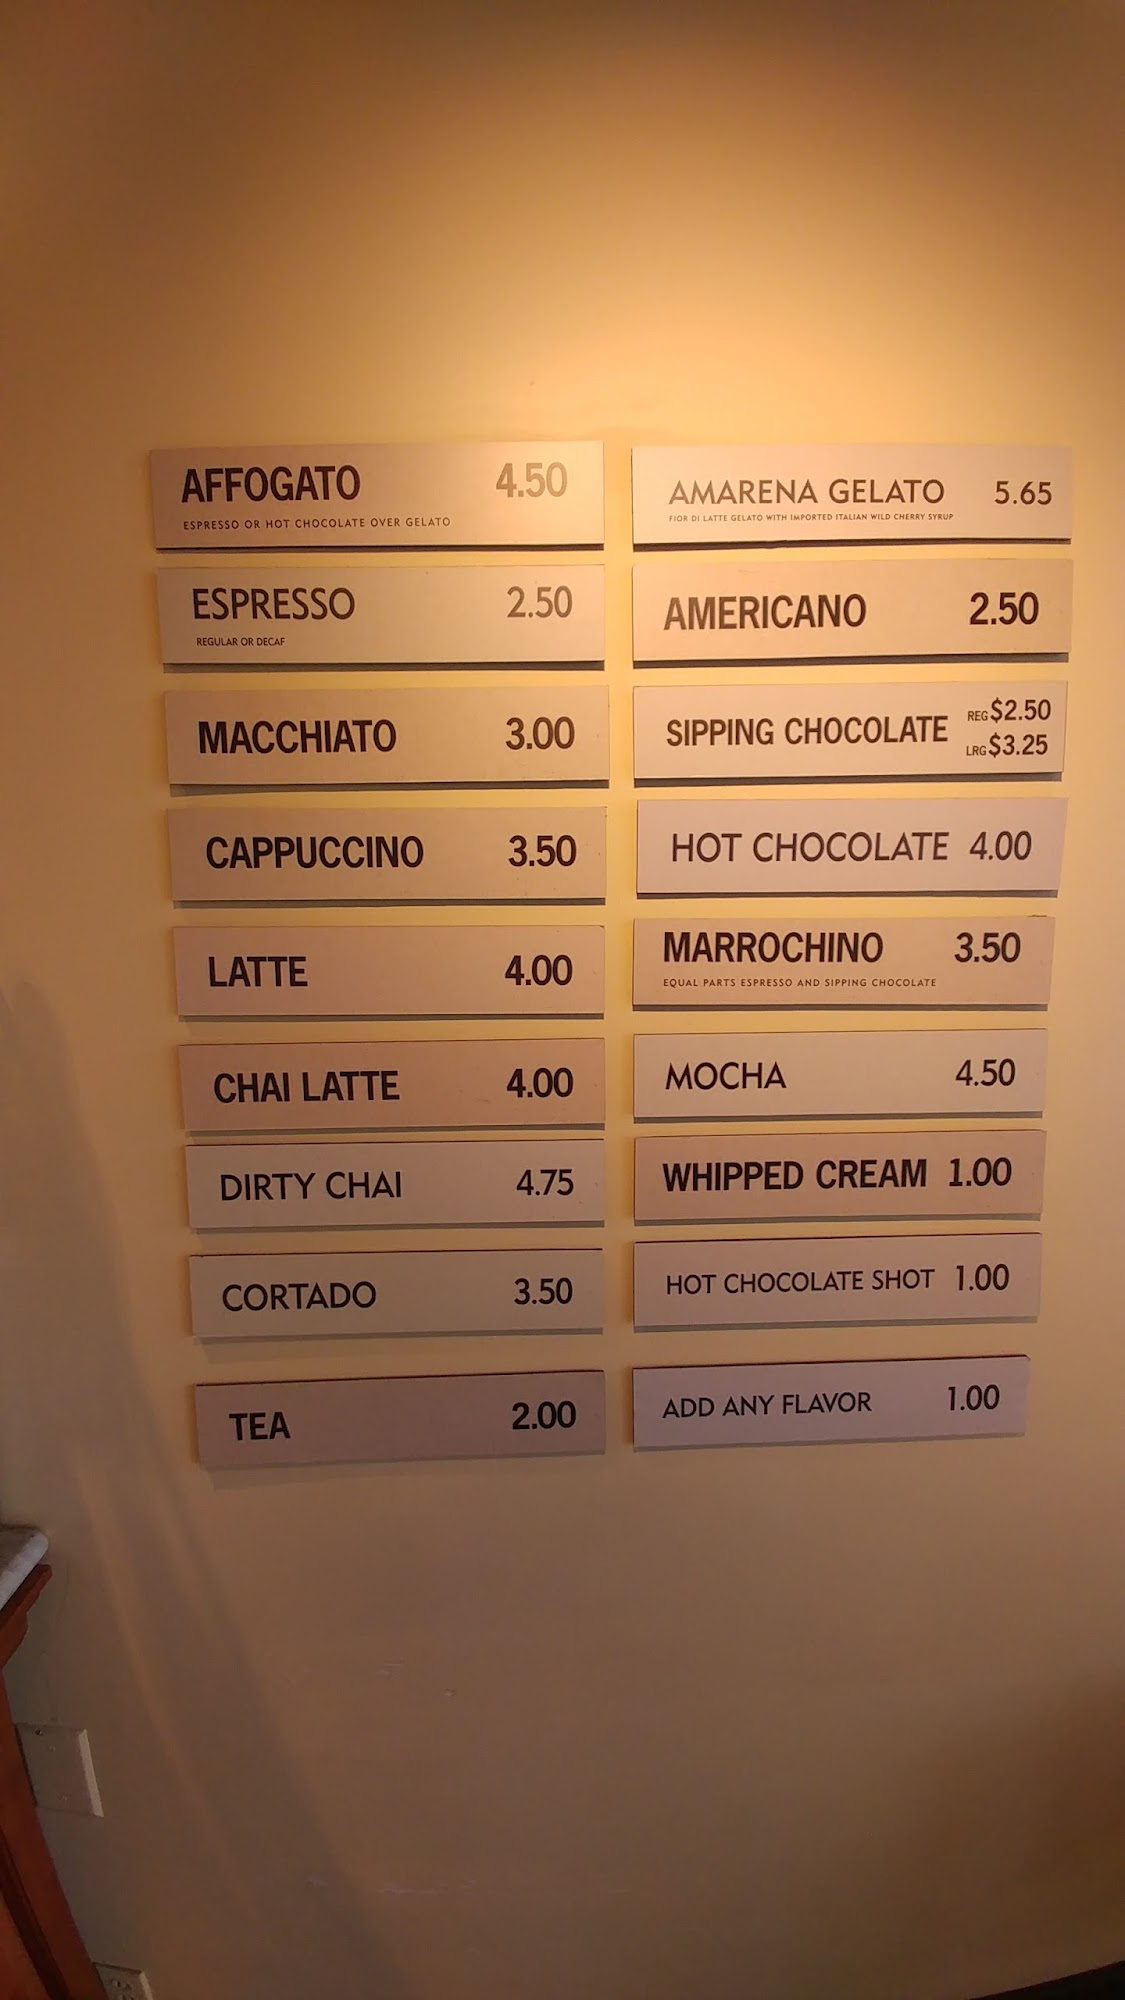 AFFOGATO 4.50
ESPRESSO OR HOT CHOCOLATE OVER GELATO
ESPRESSO 2.50
REGULAR OR DECAF
MACCHIATO 3.00
CAPPUCCINO 3.50
LATTE 4.00
CHAI LATTE 4.00
DIRTY CHAI 4.75
CORTADO 3.50
TEA 2.00
AMARENA GELATO 5.65
FIOR DI LATTE GELATO WITH IMPORTED ITALIAN WILD CHERRY SYRUP
AMERICANO 2.50
SIPPING CHOCOLATE REG $2.50
LRG $3.25
HOT CHOCOLATE 4.00
MARROCHINO 3.50
EQUAL PARTS ESPRESSO AND SIPPING CHOCOLATE
MOCHA 4.50
WHIPPED CREAM 1.00
HOT CHOCOLATE SHOT 1.00
ADD ANY FLAVOR 1.00